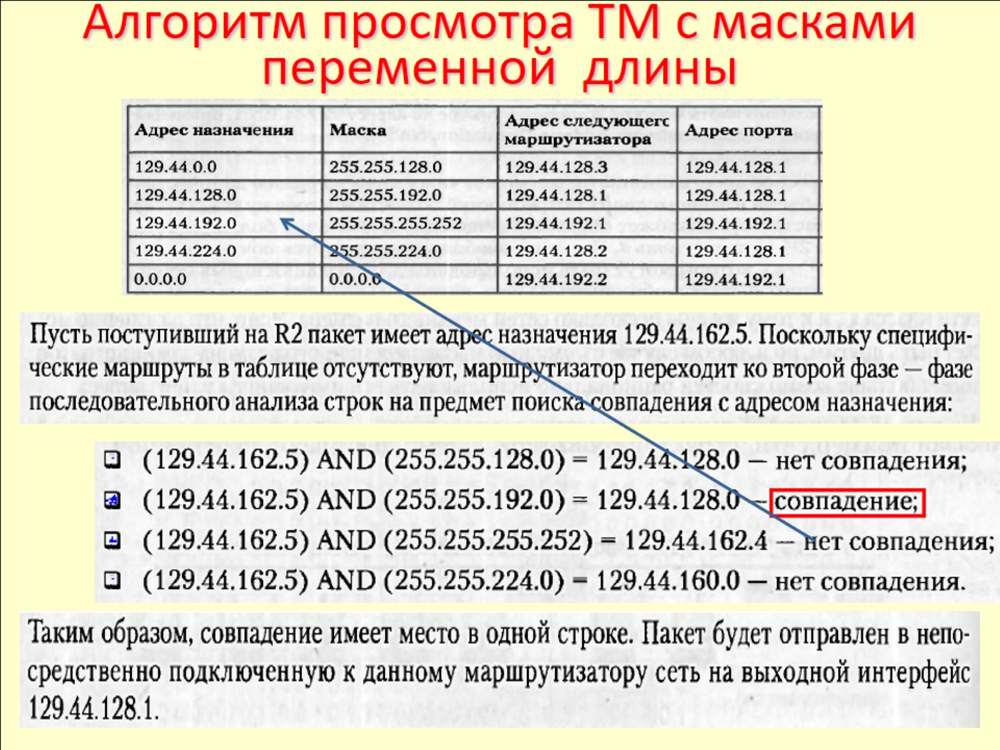 Алгоритм просмотра ТМ с масками
переменной длины
Адрес назначения Маска Адрес следующего маршрутизатора Адрес порта
129.44.0.0 255.255.128.0 129.44.128.3 129.44.128.1
129.44.128.0 255.255.192.0 129.44.128.1 129.44.128.1
129.44.192.0 255.255.255.252 129.44.192.1 129.44.192.1
129.44.224.0 255.255.224.0 129.44.128.2 129.44.128.1
0.0.0.0 0.0.0.0 129.44.192.2 129.44.192.1
Пусть поступивший на R2 пакет имеет адрес назначения 129.44.162.5. Поскольку специфи-
ческие маршруты в таблице отсутствуют, маршрутизатор переходит ко второй фазе — фазе
последовательного анализа строк на предмет поиска совпадения с адресом назначения:
(129.44.162.5) AND (255.255.128.0) = 129.44.128.0 — нет совпадения;
(129.44.162.5) AND (255.255.192.0) = 129.44.128.0 — совпадение;
(129.44.162.5) AND (255.255.255.252) = 129.44.162.4 — нет совпадения;
(129.44.162.5) AND (255.255.224.0) = 129.44.160.0 — нет совпадения.
Таким образом, совпадение имеет место в одной строке. Пакет будет отправлен в непо-
средственно подключенную к данному маршрутизатору сеть на выходной интерфейс
129.44.128.1.